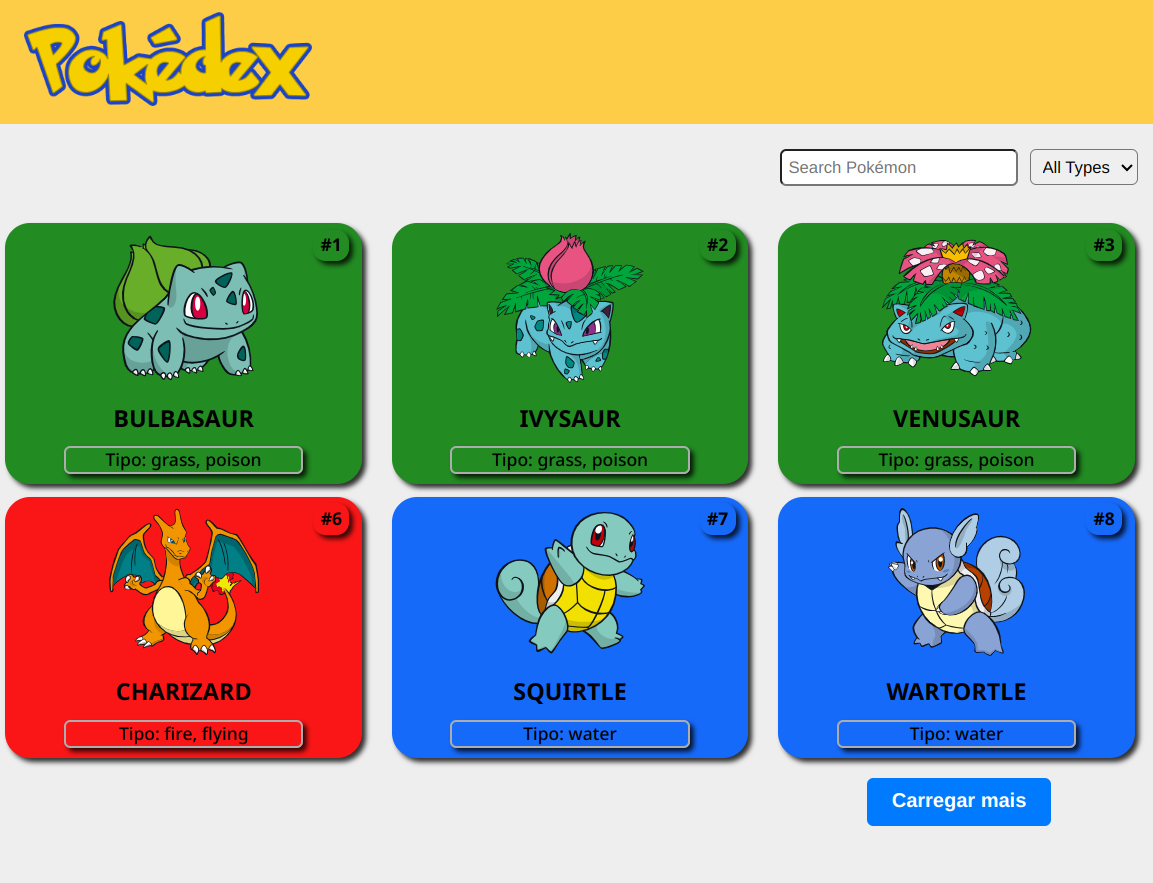 Pokédex
Search Pokémon
All Types
#1
BULBASAUR
Tipo: grass, poison
#2
IVYSAUR
Tipo: grass, poison
#3
VENUSAUR
Tipo: grass, poison
#6
CHARIZARD
Tipo: fire, flying
#7
SQUIRTLE
Tipo: water
#8
WARTORTLE
Tipo: water
Carregar mais